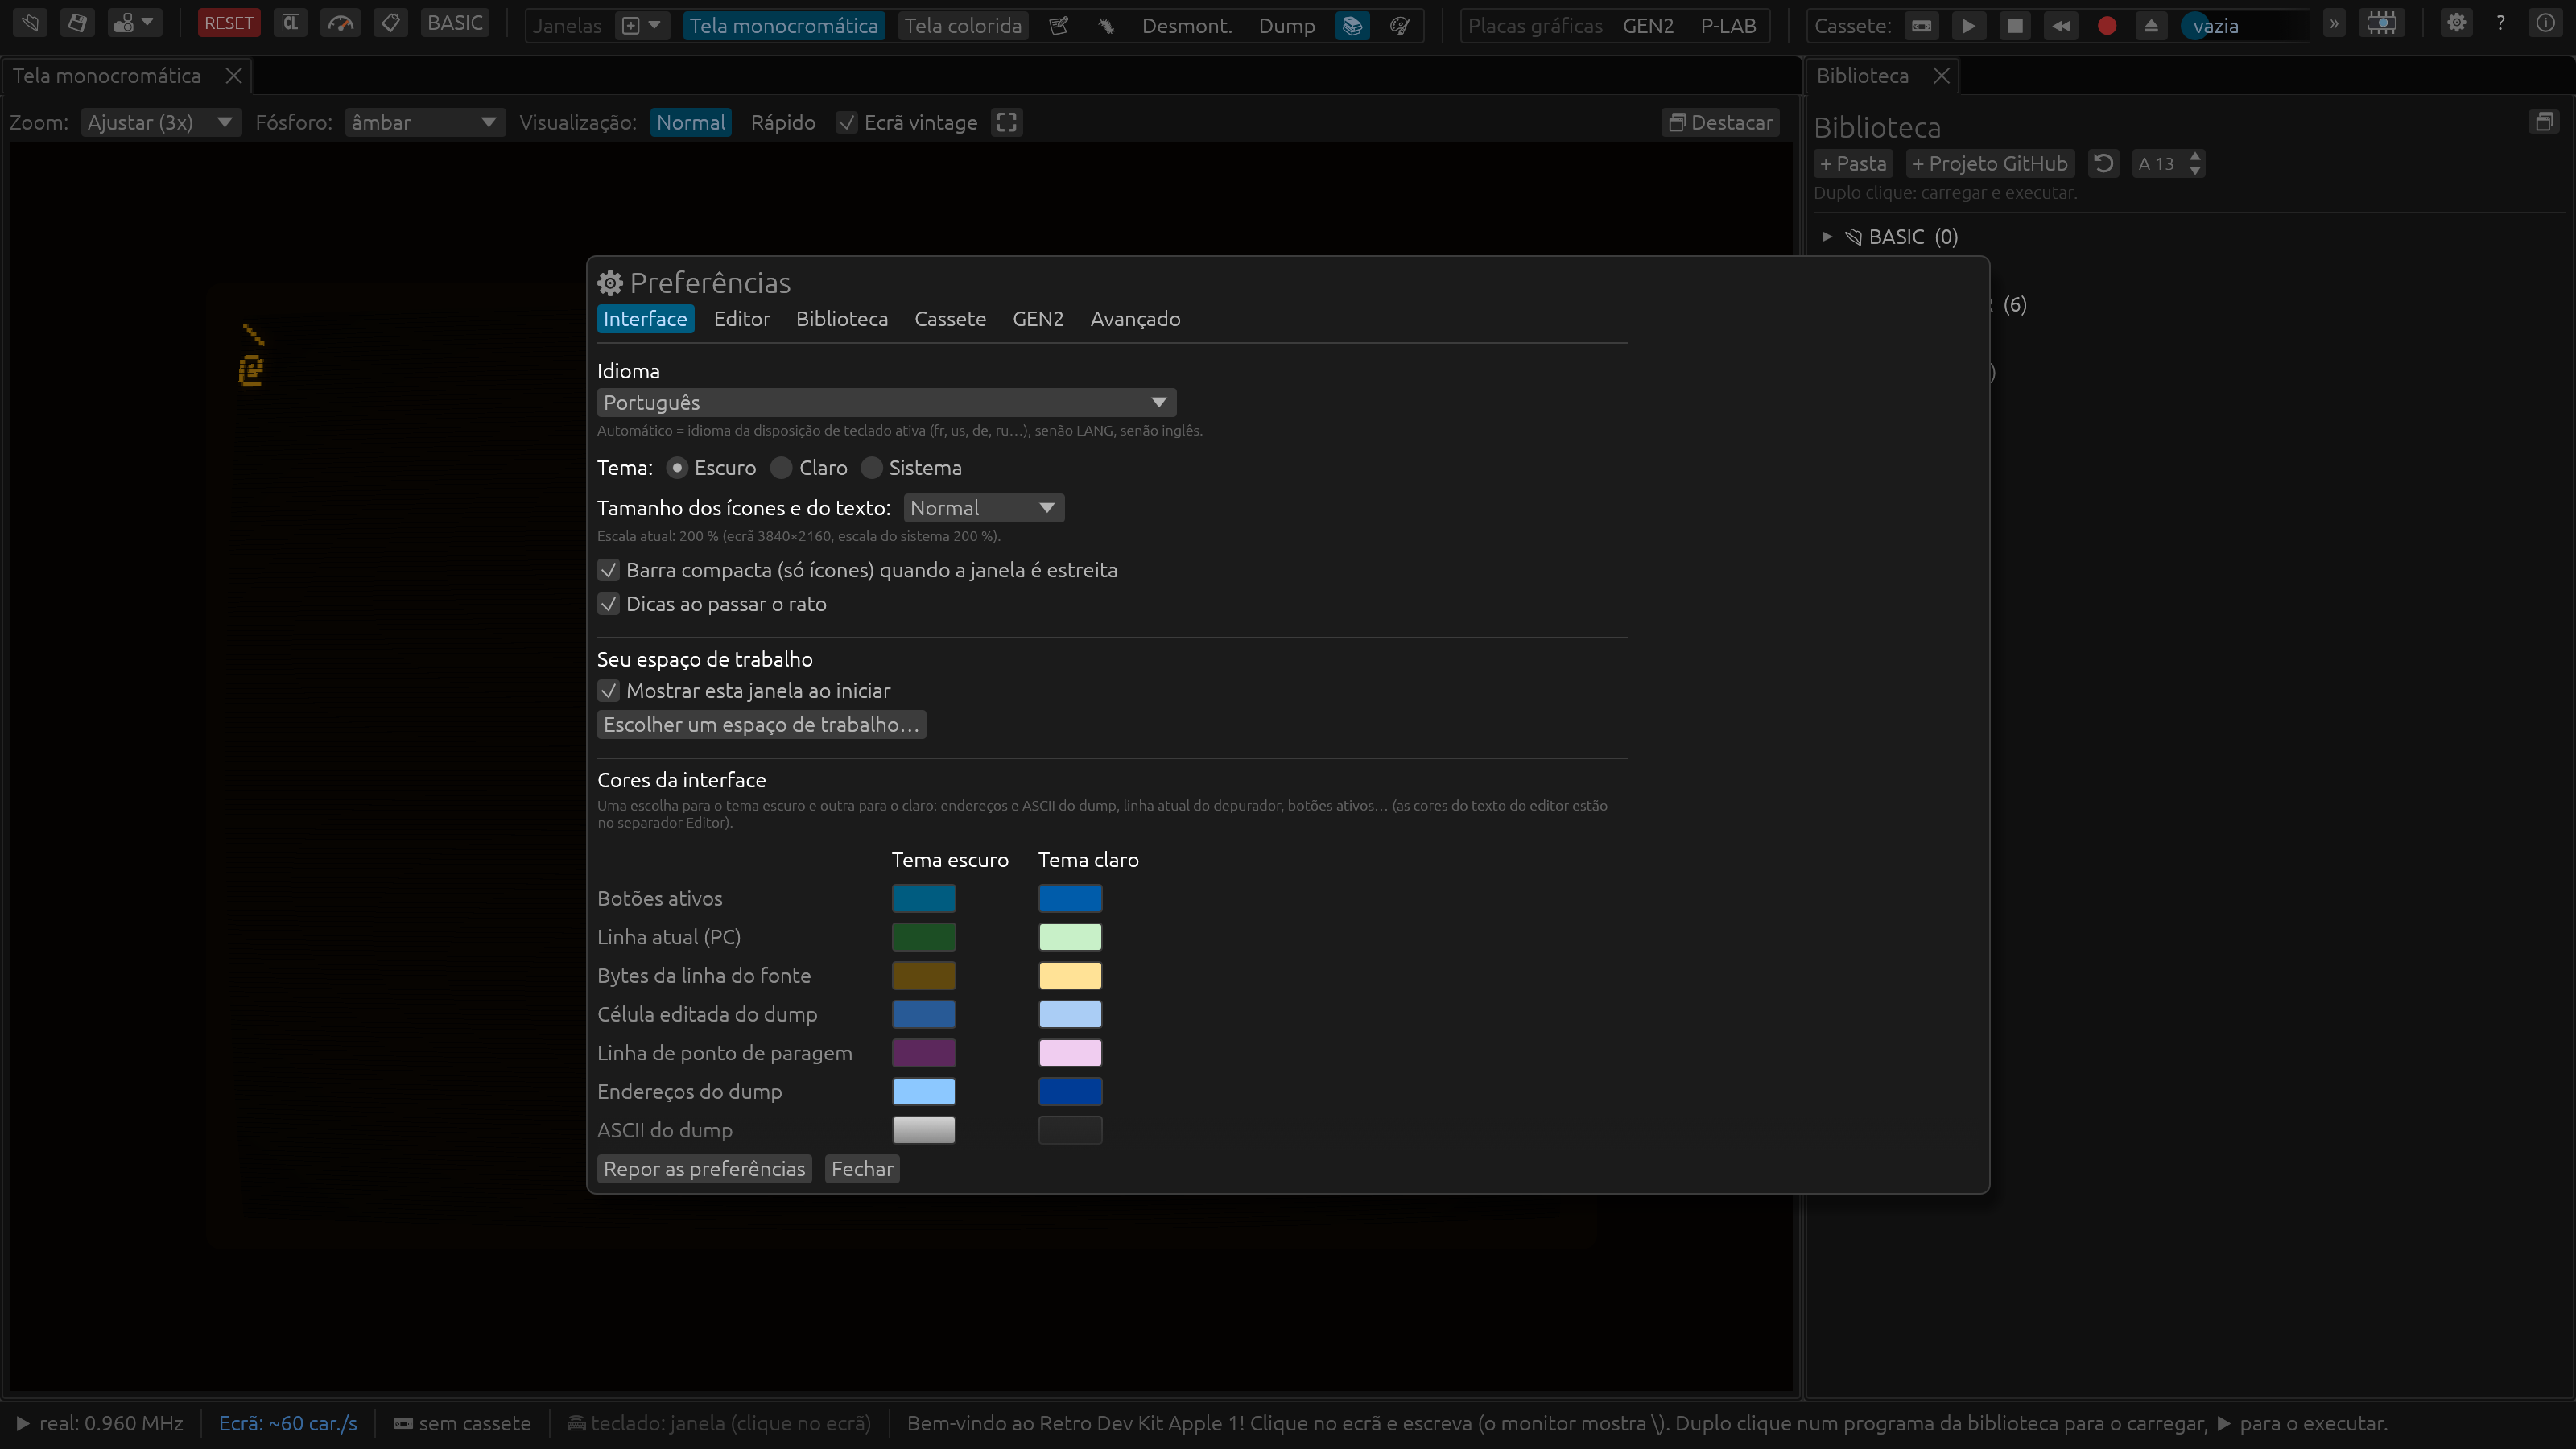 RESET BASIC Janelas Tela monocromática Tela colorida Desmont. Dump Placas gráficas GEN2 P-LAB Cassete: vazia » ?
Tela monocromática
Biblioteca
Zoom: Ajustar (3x) Fósforo: âmbar Visualização: Normal Rápido Ecrã vintage Destacar
Biblioteca
+ Pasta + Projeto GitHub A 13
Duplo clique: carregar e executar.
BASIC (0)
(6)
)
\
@
Preferências
Interface Editor Biblioteca Cassete GEN2 Avançado
Idioma
Português
Automático = idioma da disposição de teclado ativa (fr, us, de, ru…), senão LANG, senão inglês.
Tema: Escuro Claro Sistema
Tamanho dos ícones e do texto: Normal
Escala atual: 200 % (ecrã 3840×2160, escala do sistema 200 %).
Barra compacta (só ícones) quando a janela é estreita
Dicas ao passar o rato
Seu espaço de trabalho
Mostrar esta janela ao iniciar
Escolher um espaço de trabalho…
Cores da interface
Uma escolha para o tema escuro e outra para o claro: endereços e ASCII do dump, linha atual do depurador, botões ativos… (as cores do texto do editor estão
no separador Editor).
Tema escuro Tema claro
Botões ativos
Linha atual (PC)
Bytes da linha do fonte
Célula editada do dump
Linha de ponto de paragem
Endereços do dump
ASCII do dump
Repor as preferências Fechar
real: 0.960 MHz Ecrã: ~60 car./s sem cassete teclado: janela (clique no ecrã) Bem-vindo ao Retro Dev Kit Apple 1! Clique no ecrã e escreva (o monitor mostra \). Duplo clique num programa da biblioteca para o carregar, ▶ para o executar.